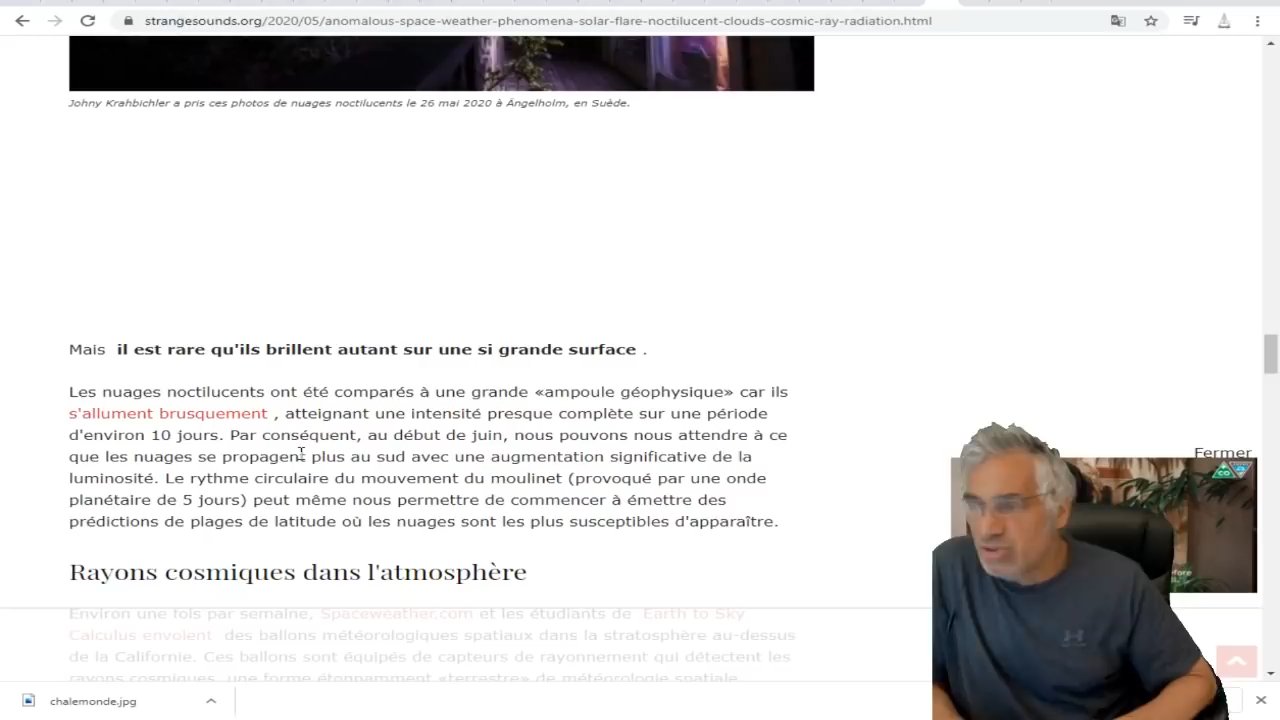 strangesounds.org/2020/05/anomalous-space-weather-phenomena-solar-flare-noctilucent-clouds-cosmic-ray-radiation.html
Johny Krahbichler a pris ces photos de nuages noctilucents le 26 mai 2020 à Ängelholm, en Suède.
Mais il est rare qu'ils brillent autant sur une si grande surface .
Les nuages noctilucents ont été comparés à une grande «ampoule géophysique» car ils
s'allument brusquement , atteignant une intensité presque complète sur une période
d'environ 10 jours. Par conséquent, au début de juin, nous pouvons nous attendre à ce
que les nuages se propagent plus au sud avec une augmentation significative de la
luminosité. Le rythme circulaire du mouvement du moulinet (provoqué par une onde
planétaire de 5 jours) peut même nous permettre de commencer à émettre des
prédictions de plages de latitude où les nuages sont les plus susceptibles d'apparaître.
Fermer
Rayons cosmiques dans l'atmosphère
Environ une fois par semaine, Spaceweather.com et les étudiants de Earth to Sky
Calculus envoient des ballons météorologiques spatiaux dans la stratosphère au-dessus
de la Californie. Ces ballons sont équipés de capteurs de rayonnement qui détectent les
rayons cosmiques, une forme étonnamment «terrestre» de météorologie spatiale.
chalemonde.jpg